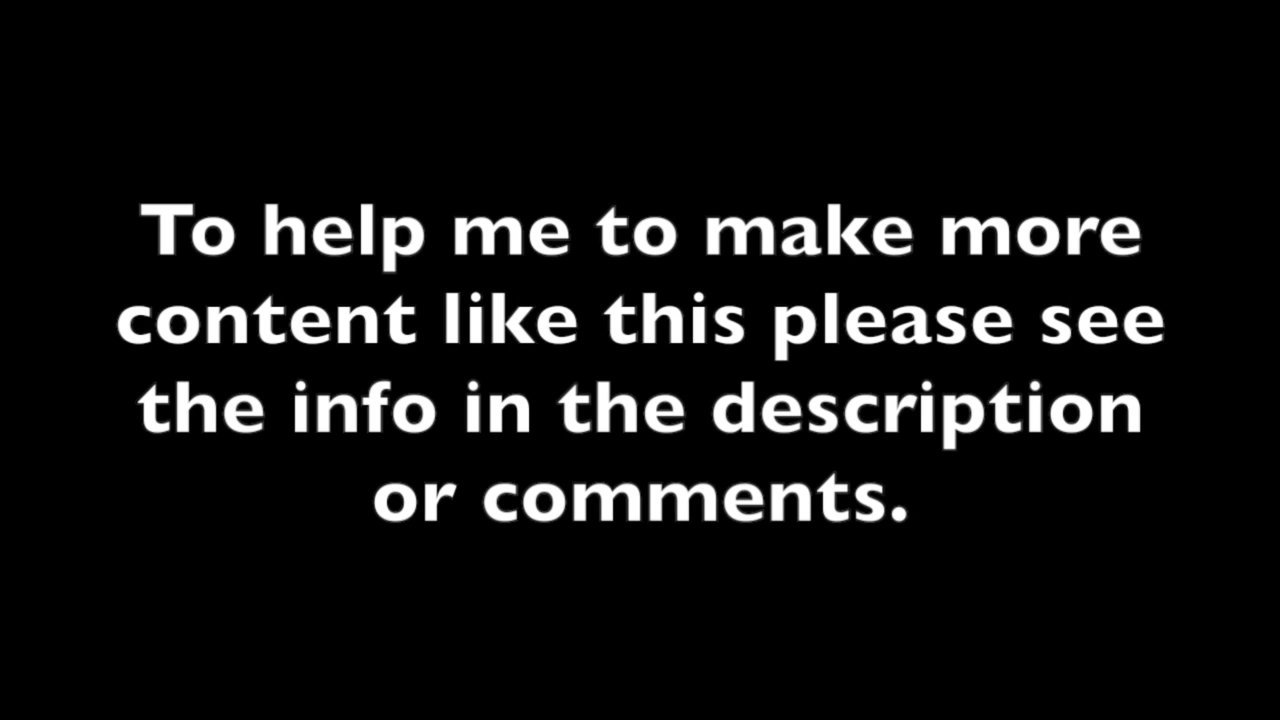 To help me to make more
content like this please see
the info in the description
or comments.